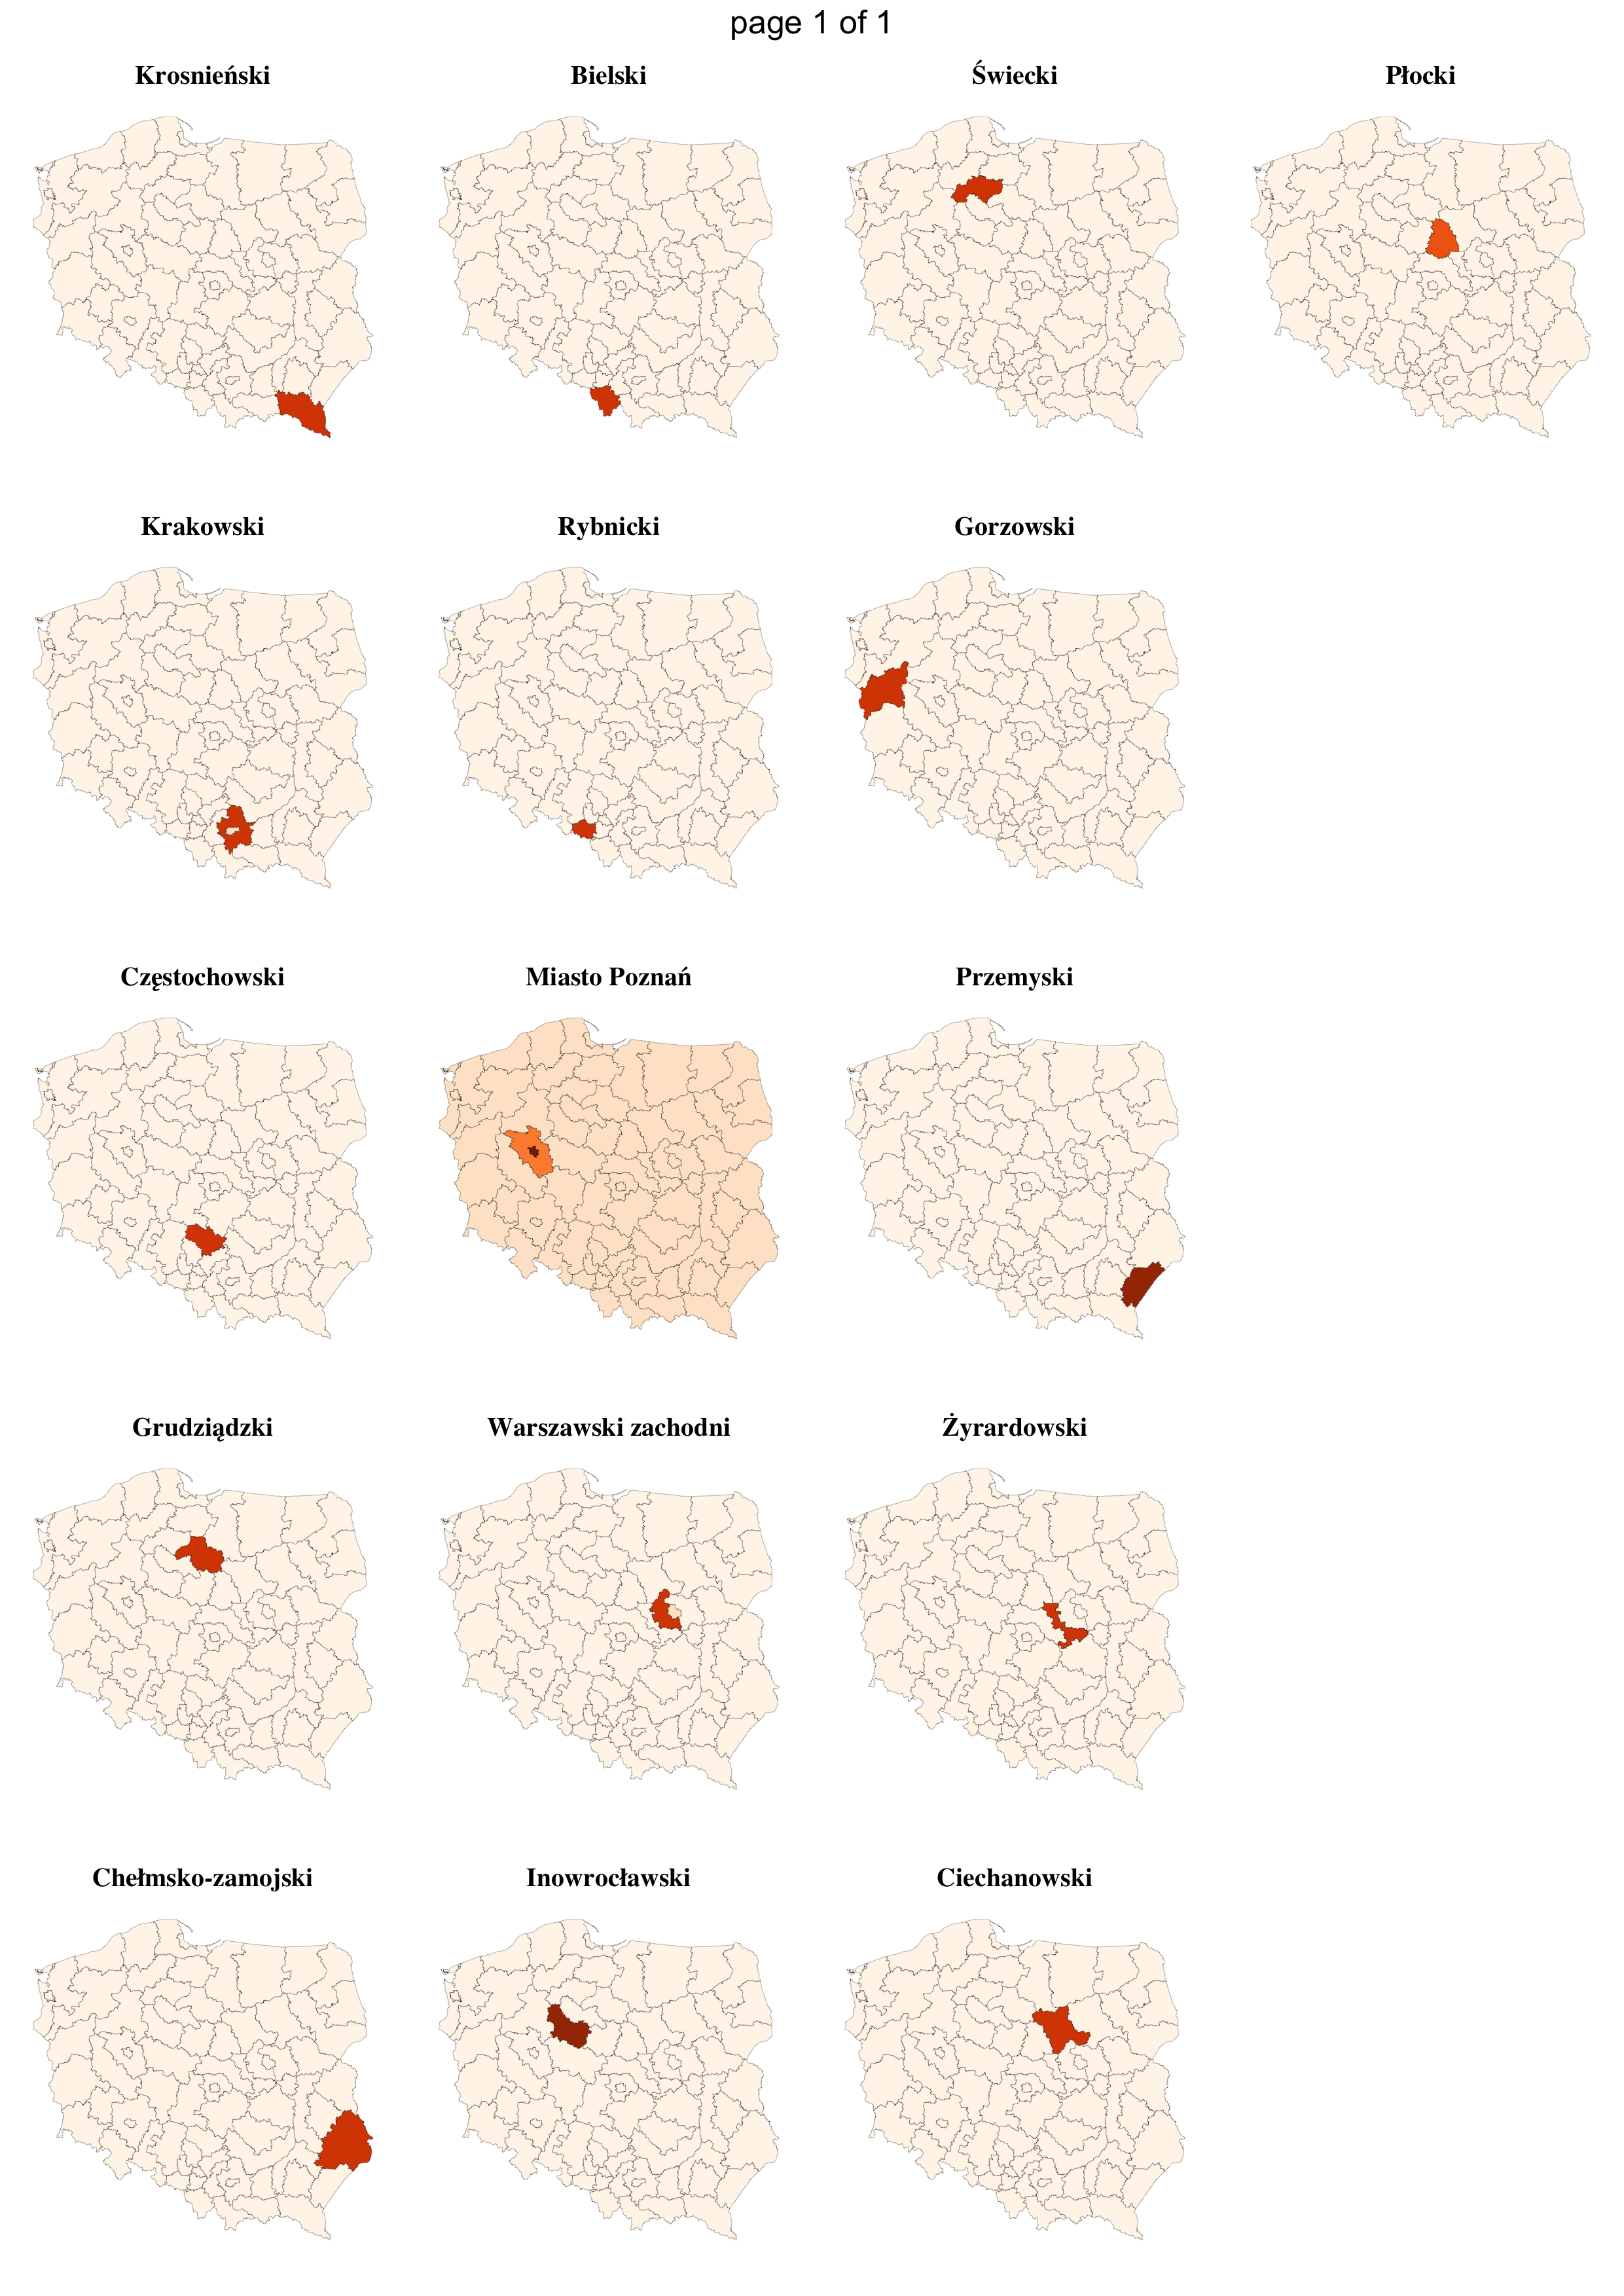 page 1 of 1
Krosnieński
Bielski
Świecki
Płocki
Krakowski
Rybnicki
Gorzowski
Częstochowski
Miasto Poznań
Przemyski
Grudziądzki
Warszawski zachodni
Żyrardowski
Chełmsko-zamojski
Inowrocławski
Ciechanowski